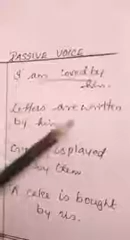 PASSIVE VOICE.
I am loved by
him.
Letters are written
by him
is played
by them
A cake is bought
by us.